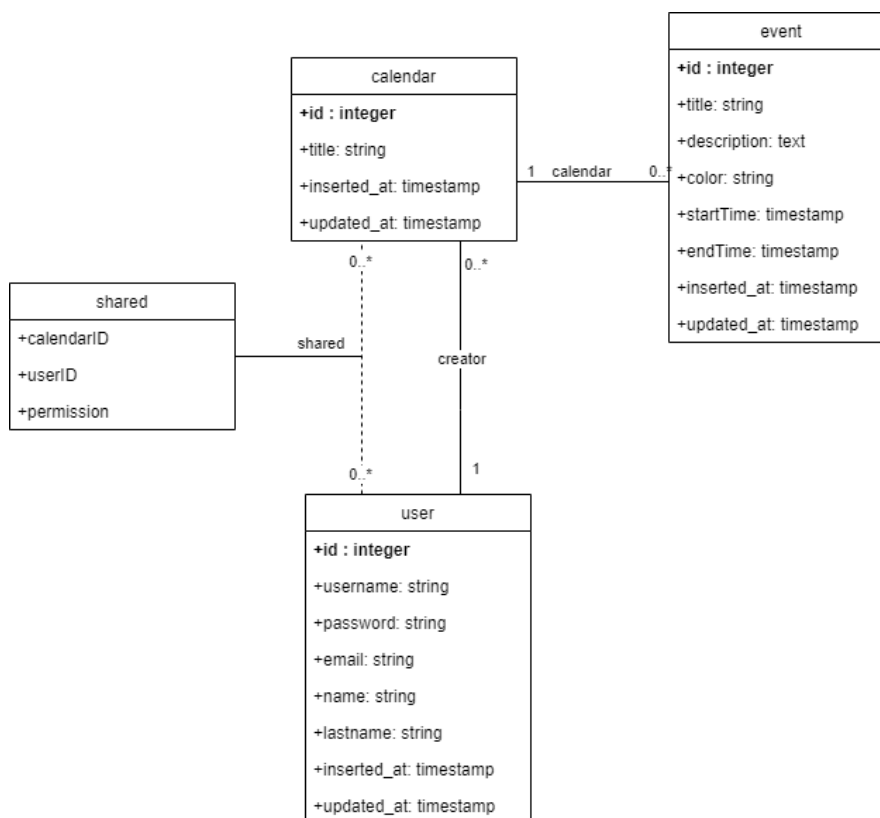 event
+id : integer
+title: string
+description: text
+color: string
+startTime: timestamp
+endTime: timestamp
+inserted_at: timestamp
+updated_at: timestamp
calendar
+id : integer
+title: string
+inserted_at: timestamp
+updated_at: timestamp
1 calendar 0..*
0..*
0..*
shared
+calendarID
+userID
+permission
shared
creator
0..*
1
user
+id : integer
+username: string
+password: string
+email: string
+name: string
+lastname: string
+inserted_at: timestamp
+updated_at: timestamp